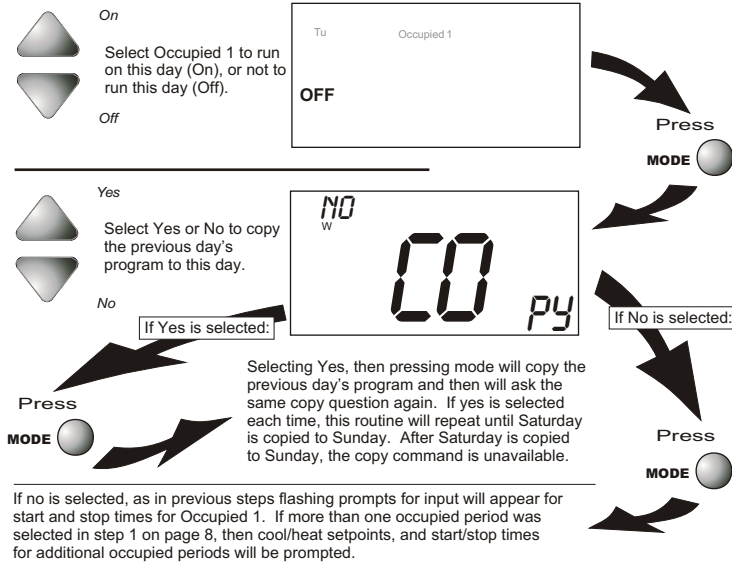 On
Select Occupied 1 to run
on this day (On), or not to
run this day (Off).
Off
Tu Occupied 1
OFF
Press
MODE
Yes
Select Yes or No to copy
the previous day's
program to this day.
No
NO
W
CO
PY
If Yes is selected:
If No is selected:
Selecting Yes, then pressing mode will copy the
previous day's program and then will ask the
same copy question again. If yes is selected
each time, this routine will repeat until Saturday
is copied to Sunday. After Saturday is copied
to Sunday, the copy command is unavailable.
Press
MODE
Press
MODE
If no is selected, as in previous steps flashing prompts for input will appear for
start and stop times for Occupied 1. If more than one occupied period was
selected in step 1 on page 8, then cool/heat setpoints, and start/stop times
for additional occupied periods will be prompted.